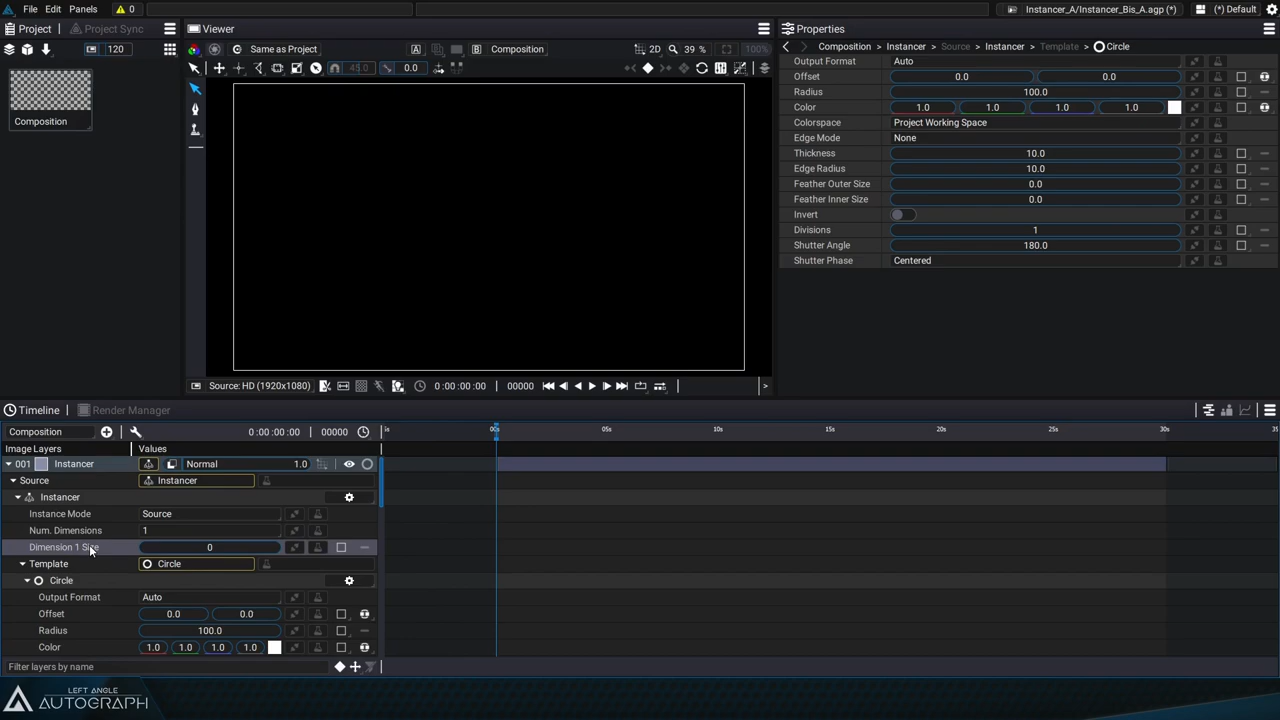 File Edit Panels 0 Instancer_A/Instancer_Bis_A.agp (*) (*) Default
Project Project Sync
120
Composition
Viewer
Same as Project A B Composition 2D 39 % 100%
45.0 0.0
Source: HD (1920x1080) 0:00:00:00 00000 >
Properties
Composition Instancer Source Instancer Template Circle
Output Format Auto
Offset 0.0 0.0
Radius 100.0
Color 1.0 1.0 1.0 1.0
Colorspace Project Working Space
Edge Mode None
Thickness 10.0
Edge Radius 10.0
Feather Outer Size 0.0
Feather Inner Size 0.0
Invert
Divisions 1
Shutter Angle 180.0
Shutter Phase Centered
Timeline Render Manager
Composition 0:00:00:00 00000
Image Layers Values
00s 05s 10s 15s 20s 25s 30s
001 Instancer Normal 1.0
Source Instancer
Instancer
Instance Mode Source
Num. Dimensions 1
Dimension 1 Size 0
Template Circle
Circle
Output Format Auto
Offset 0.0 0.0
Radius 100.0
Color 1.0 1.0 1.0 1.0
Filter layers by name
LEFT ANGLE
AUTOGRAPH